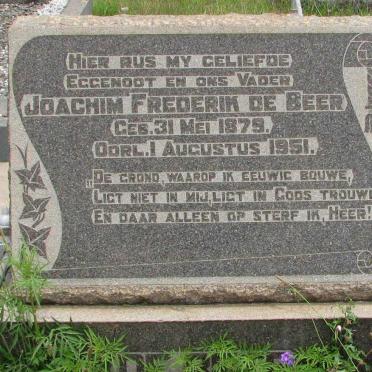 HIER RUS MY GELIEFDE
EGGENOOT EN ONS VADER
JOACHIM FREDERIK DE BEER
GEB. 31 MEI 1879.
OORL. 1 AUGUSTUS 1951.
„DE GROND, WAAROP IK EEUWIG BOUWE,
LIGT NIET IN MIJ, LIGT IN GODS TROUWE
EN DAAR ALLEEN OP STERF IK, HEER!